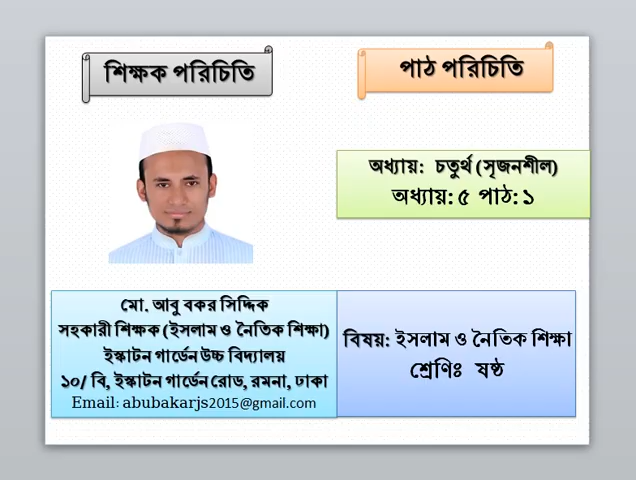 শিক্ষক পরিচিতি
পাঠ পরিচিতি
অধ্যায়: চতুর্থ (সৃজনশীল)
অধ্যায়: ৫ পাঠ: ১
মো. আবু বকর সিদ্দিক
সহকারী শিক্ষক (ইসলাম ও নৈতিক শিক্ষা)
ইস্কাটন গার্ডেন উচ্চ বিদ্যালয়
১০/ বি, ইস্কাটন গার্ডেন রোড, রমনা, ঢাকা
Email: abubakarjs2015@gmail.com
বিষয়: ইসলাম ও নৈতিক শিক্ষা
শ্রেণিঃ ষষ্ঠ